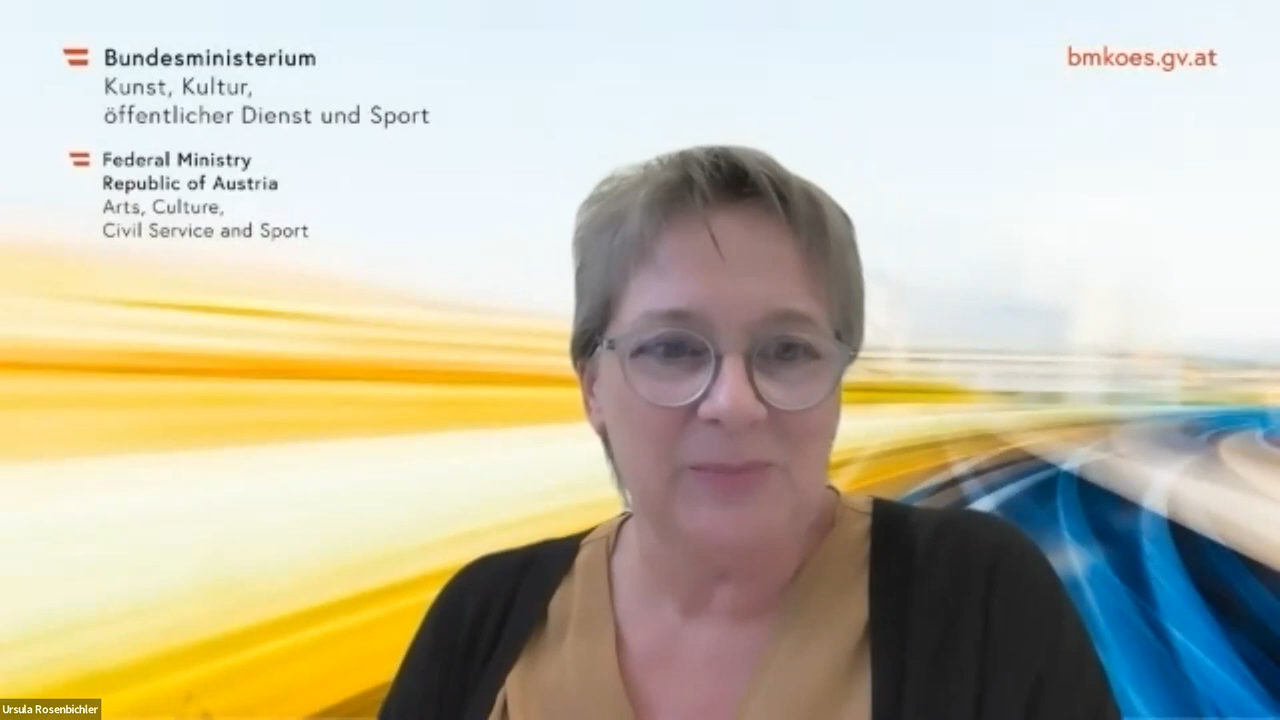 Bundesministerium
Kunst, Kultur,
öffentlicher Dienst und Sport
Federal Ministry
Republic of Austria
Arts, Culture,
Civil Service and Sport
bmkoes.gv.at
Ursula Rosenbichler